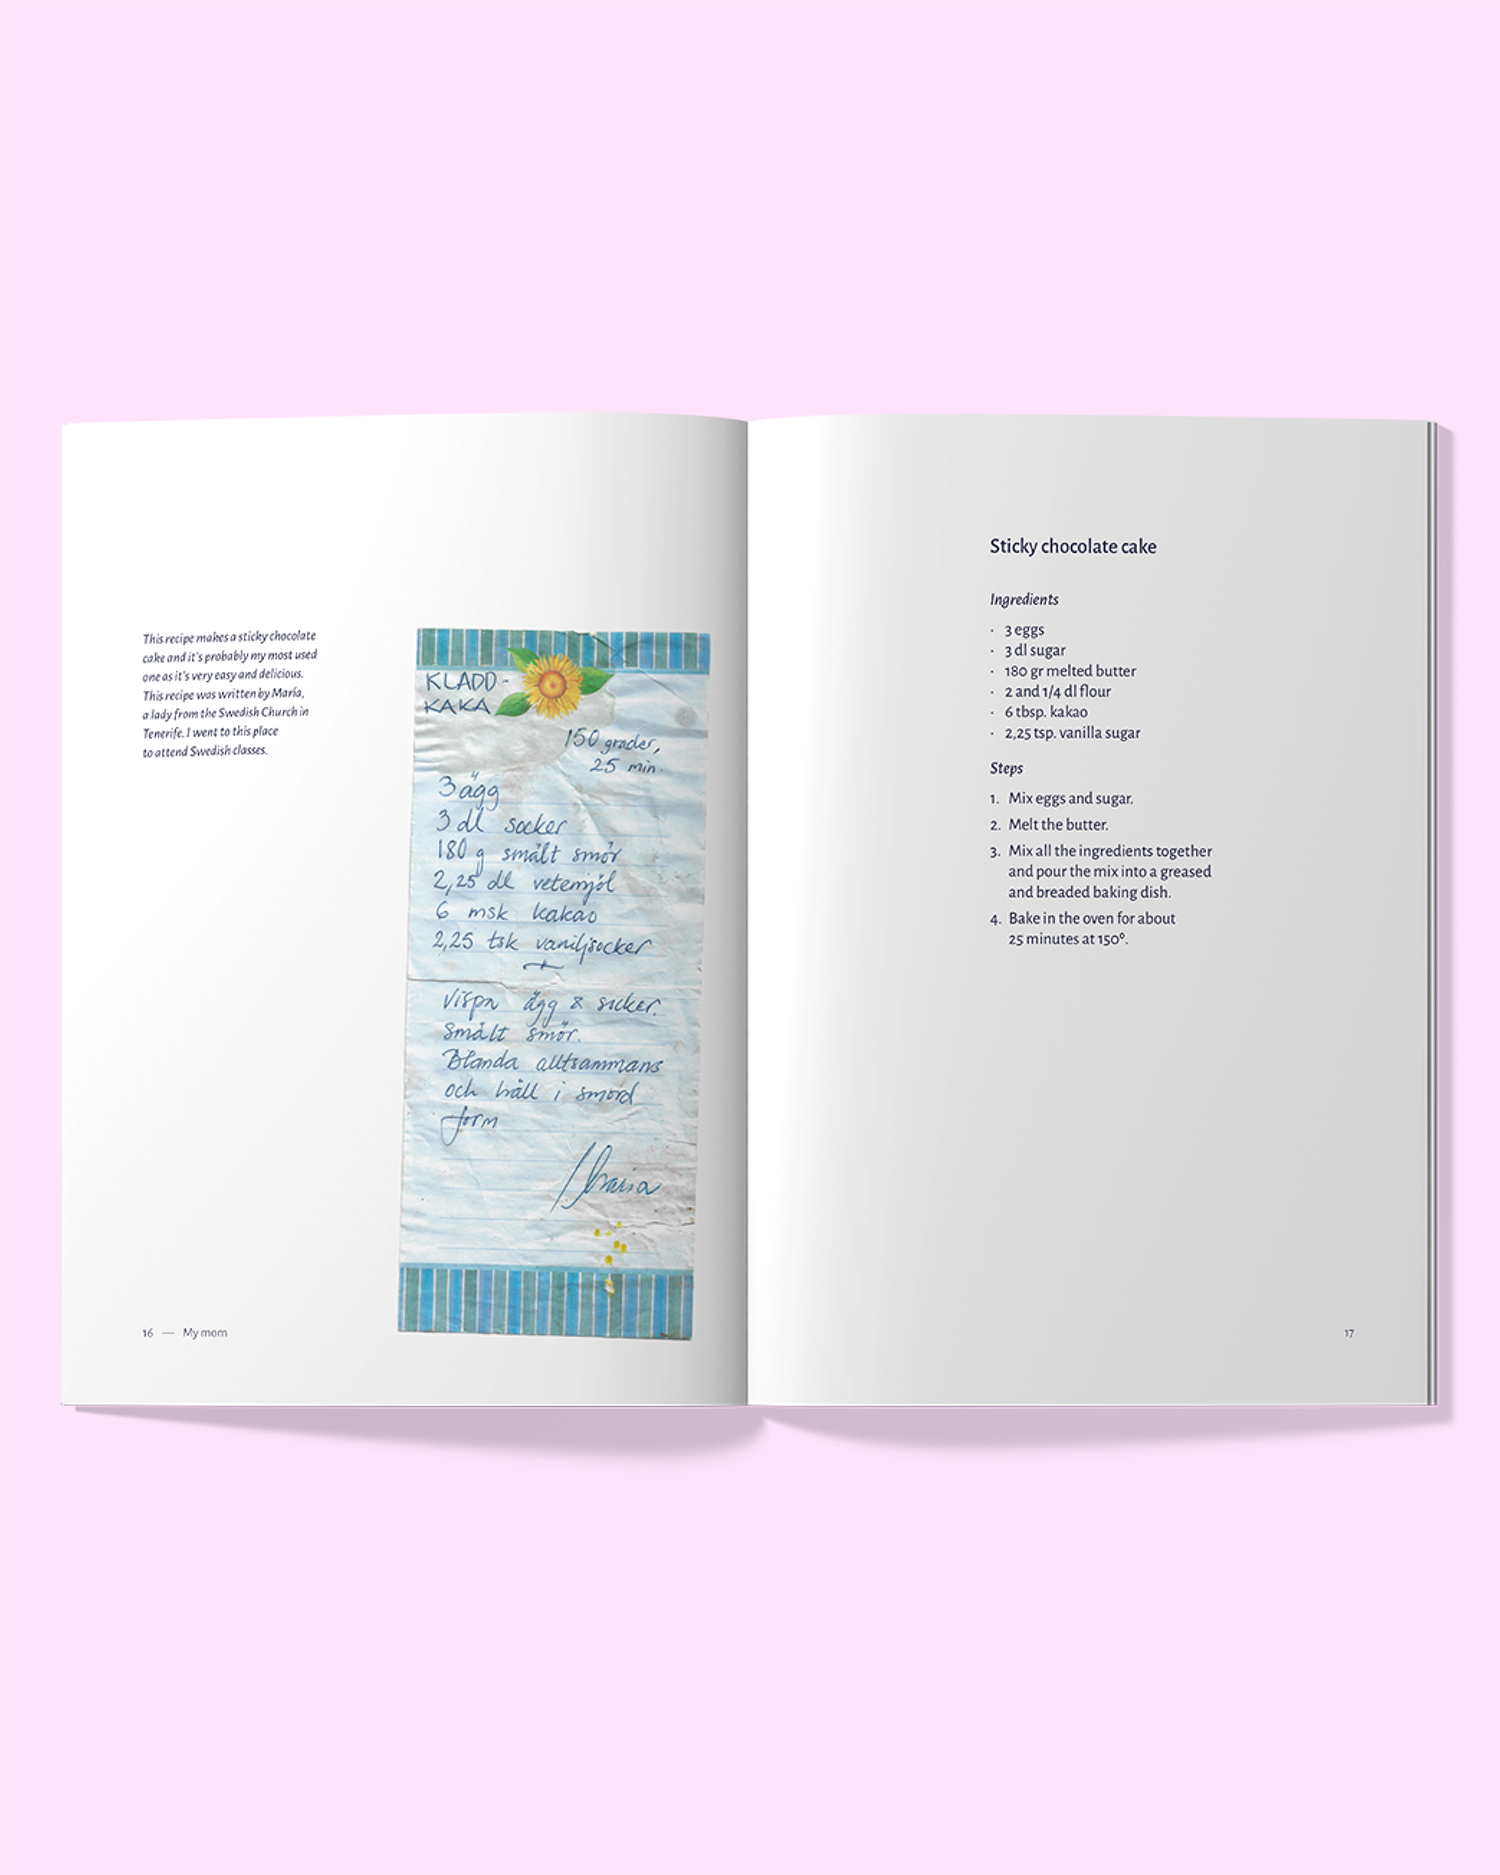 This recipe makes a sticky chocolate
cake and it's probably my most used
one as it's very easy and delicious.
This recipe was written by María,
a lady from the Swedish Church in
Tenerife. I went to this place
to attend Swedish classes.
KLADD-
KAKA
150 grader,
25 min.
3 ägg
3 dl socker
180 g smält smör
2,25 dl vetemjöl
6 msk kakao
2,25 tsk vaniljsocker
Vispa ägg & socker.
Smält smör.
Blanda alltsammans
och häll i smord
form
Maria
16 — My mom
Sticky chocolate cake
Ingredients
· 3 eggs
· 3 dl sugar
· 180 gr melted butter
· 2 and 1/4 dl flour
· 6 tbsp. kakao
· 2,25 tsp. vanilla sugar
Steps
1. Mix eggs and sugar.
2. Melt the butter.
3. Mix all the ingredients together
and pour the mix into a greased
and breaded baking dish.
4. Bake in the oven for about
25 minutes at 150º.
17